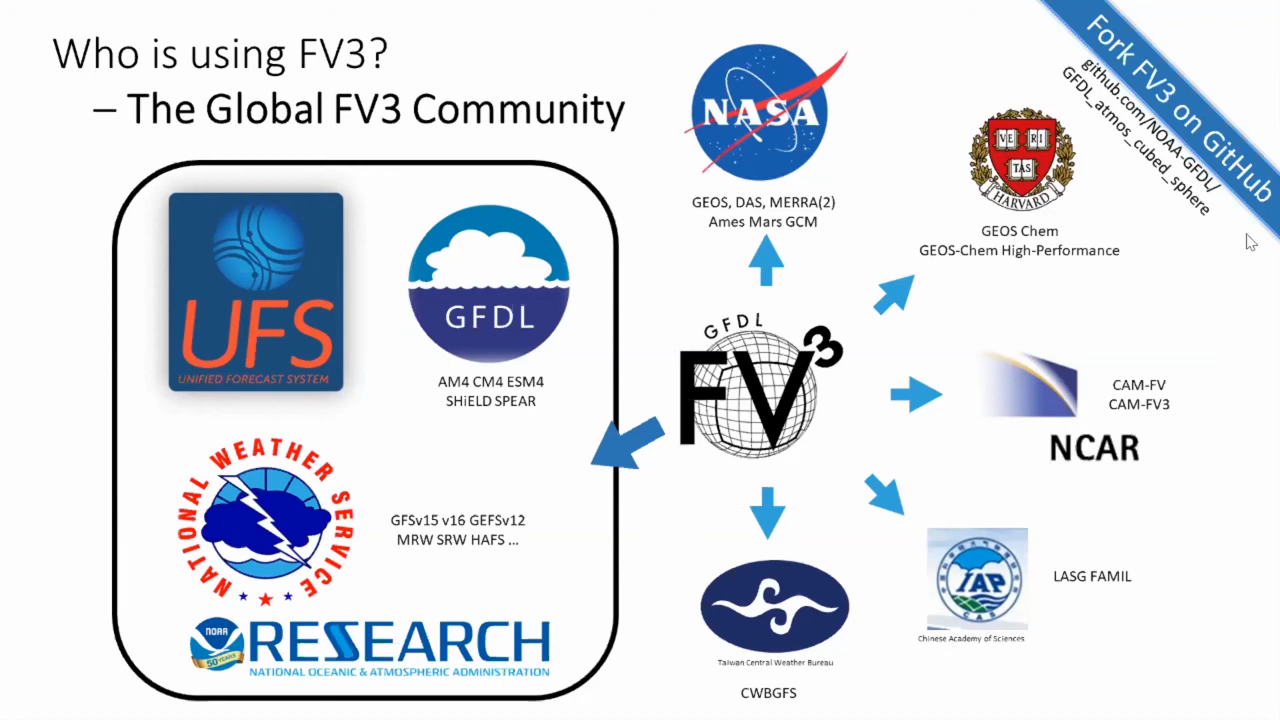 Who is using FV3?
– The Global FV3 Community
Fork FV3 on GitHub
github.com/NOAA-GFDL/
GFDL_atmos_cubed_sphere
NASA
GEOS, DAS, MERRA(2)
Ames Mars GCM
VE RI
TAS
HARVARD
GEOS Chem
GEOS-Chem High-Performance
UFS
UNIFIED FORECAST SYSTEM
GFDL
AM4 CM4 ESM4
SHiELD SPEAR
GFDL
FV3
CAM-FV
CAM-FV3
NCAR
NATIONAL WEATHER SERVICE
GFSv15 v16 GEFSv12
MRW SRW HAFS ...
NOAA
50 YEARS
RESEARCH
NATIONAL OCEANIC & ATMOSPHERIC ADMINISTRATION
Taiwan Central Weather Bureau
CWBGFS
IAP
CAS
Chinese Academy of Sciences
LASG FAMIL